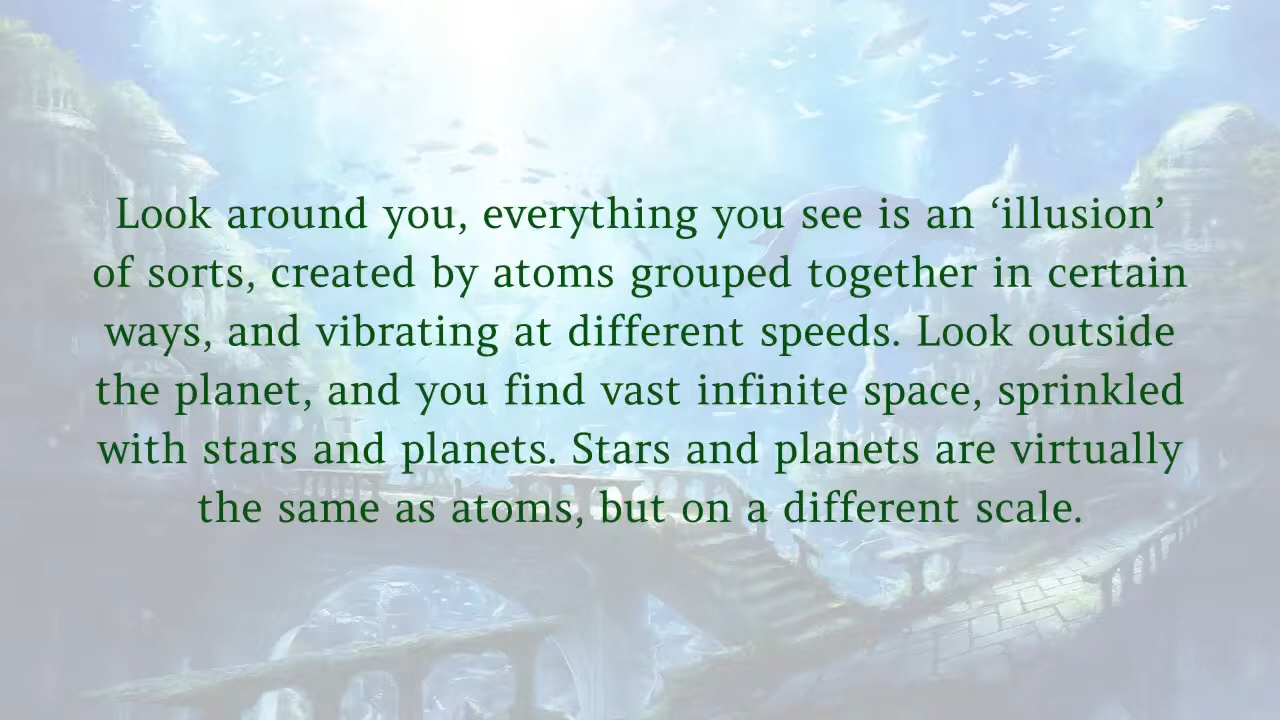 Look around you, everything you see is an ‘illusion’
of sorts, created by atoms grouped together in certain
ways, and vibrating at different speeds. Look outside
the planet, and you find vast infinite space, sprinkled
with stars and planets. Stars and planets are virtually
the same as atoms, but on a different scale.